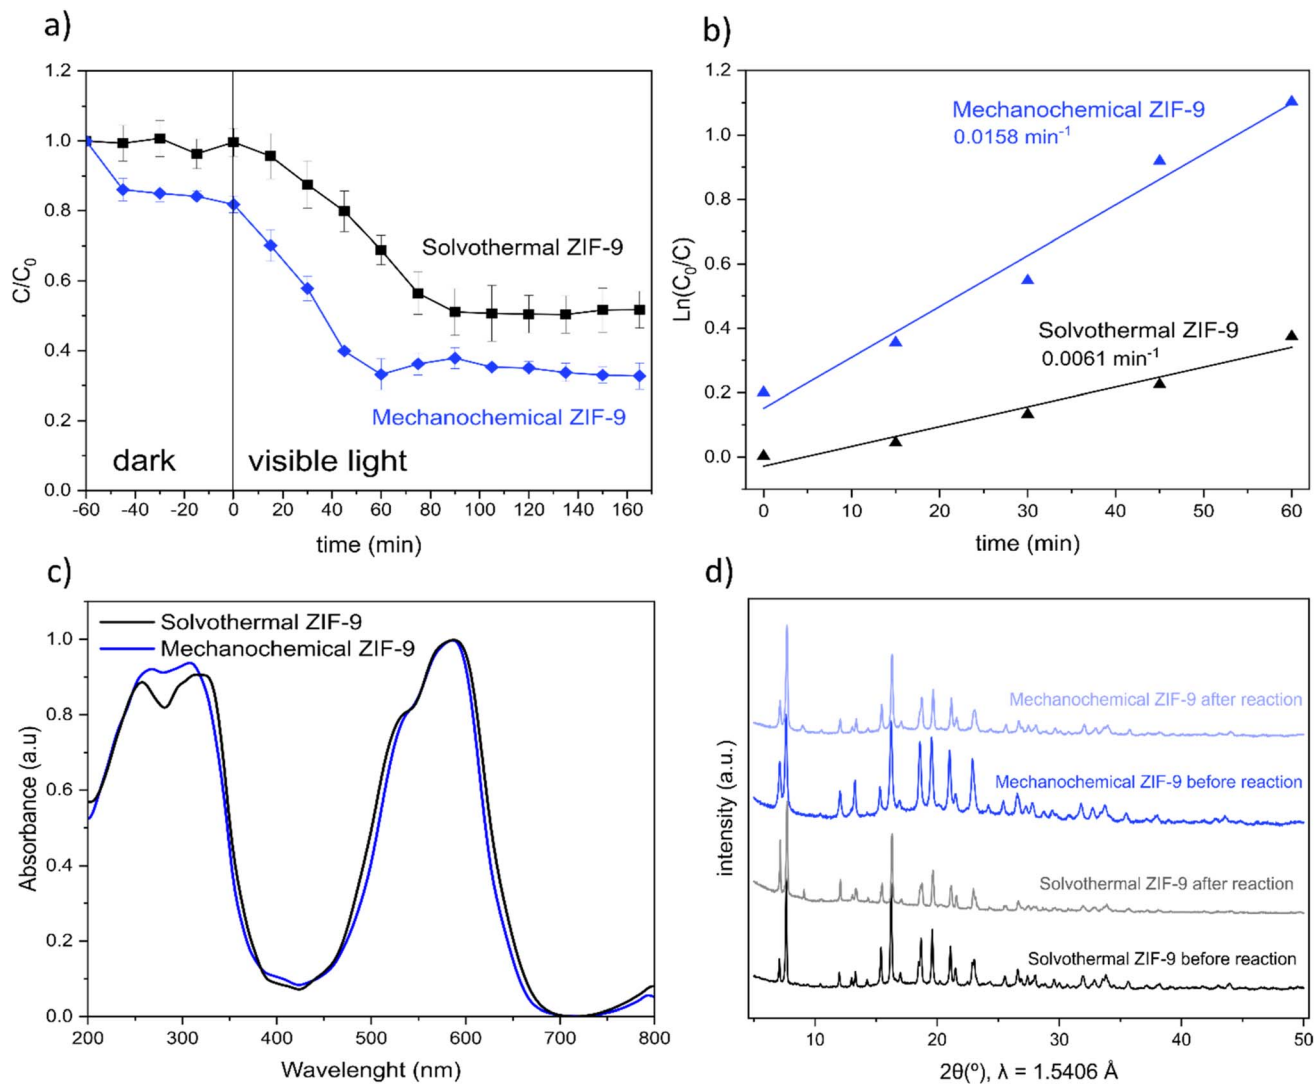 a)
1.2
1.0
0.8
0.6
0.4
0.2
0.0
C/C₀
Solvothermal ZIF-9
Mechanochemical ZIF-9
dark
visible light
-60 -40 -20 0 20 40 60 80 100 120 140 160
time (min)
b)
1.2
1.0
0.8
0.6
0.4
0.2
0.0
Ln(C₀/C)
Mechanochemical ZIF-9
0.0158 min⁻¹
Solvothermal ZIF-9
0.0061 min⁻¹
0 10 20 30 40 50 60
time (min)
c)
Solvothermal ZIF-9
Mechanochemical ZIF-9
1.0
0.8
0.6
0.4
0.2
0.0
Absorbance (a.u)
200 300 400 500 600 700 800
Wavelenght (nm)
d)
intensity (a.u.)
Mechanochemical ZIF-9 after reaction
Mechanochemical ZIF-9 before reaction
Solvothermal ZIF-9 after reaction
Solvothermal ZIF-9 before reaction
10 20 30 40 50
2θ(º), λ = 1.5406 Å